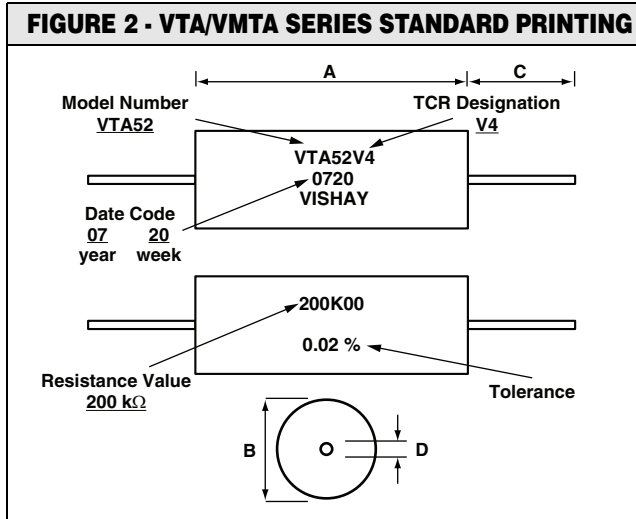 FIGURE 2 - VTA/VMTA SERIES STANDARD PRINTING
A
C
Model Number
VTA52
TCR Designation
V4
VTA52V4
0720
VISHAY
Date Code
07 20
year week
200K00
0.02 %
Resistance Value
200 kΩ
Tolerance
B
D